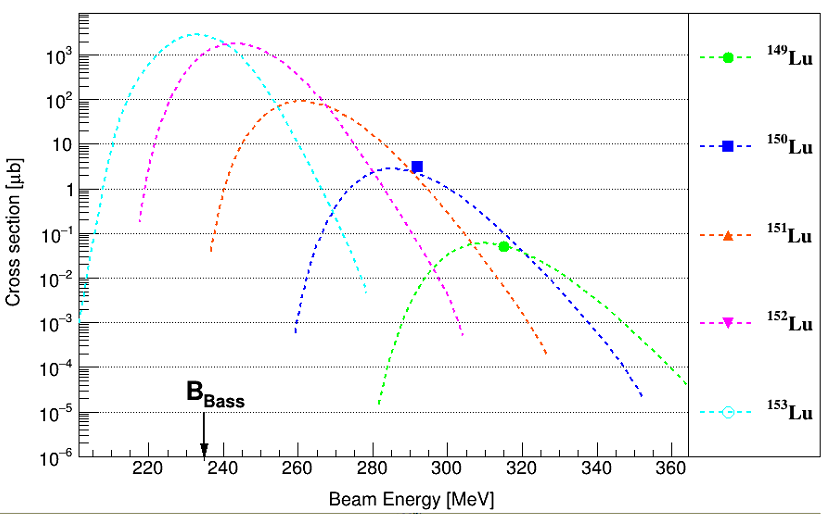 Cross section [μb]
10³
10²
10
1
10⁻¹
10⁻²
10⁻³
10⁻⁴
10⁻⁵
10⁻⁶
B_Bass
220 240 260 280 300 320 340 360
Beam Energy [MeV]
¹⁴⁹Lu
¹⁵⁰Lu
¹⁵¹Lu
¹⁵²Lu
¹⁵³Lu